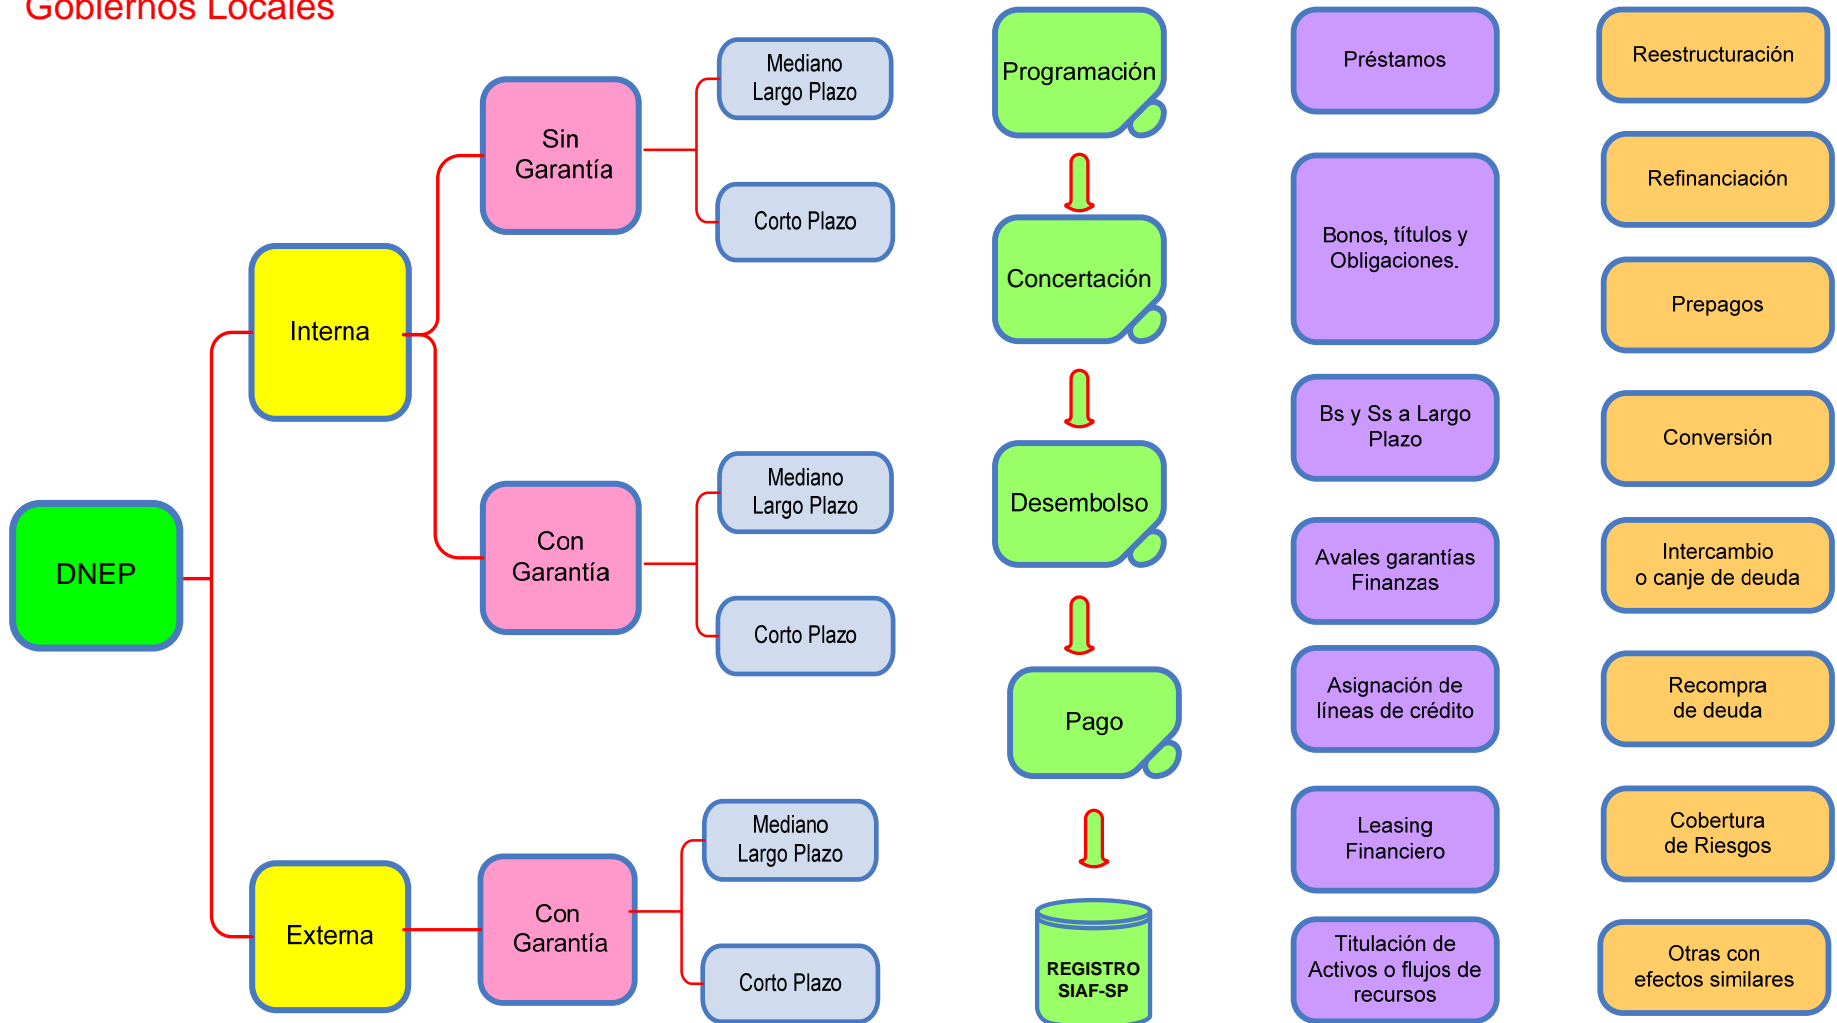 Gobiernos Locales
DNEP
Interna
Externa
Sin
Garantía
Con
Garantía
Con
Garantía
Mediano
Largo Plazo
Corto Plazo
Mediano
Largo Plazo
Corto Plazo
Mediano
Largo Plazo
Corto Plazo
Programación
Concertación
Desembolso
Pago
REGISTRO
SIAF-SP
Préstamos
Bonos, títulos y
Obligaciones.
Bs y Ss a Largo
Plazo
Avales garantías
Finanzas
Asignación de
líneas de crédito
Leasing
Financiero
Titulación de
Activos o flujos de
recursos
Reestructuración
Refinanciación
Prepagos
Conversión
Intercambio
o canje de deuda
Recompra
de deuda
Cobertura
de Riesgos
Otras con
efectos similares